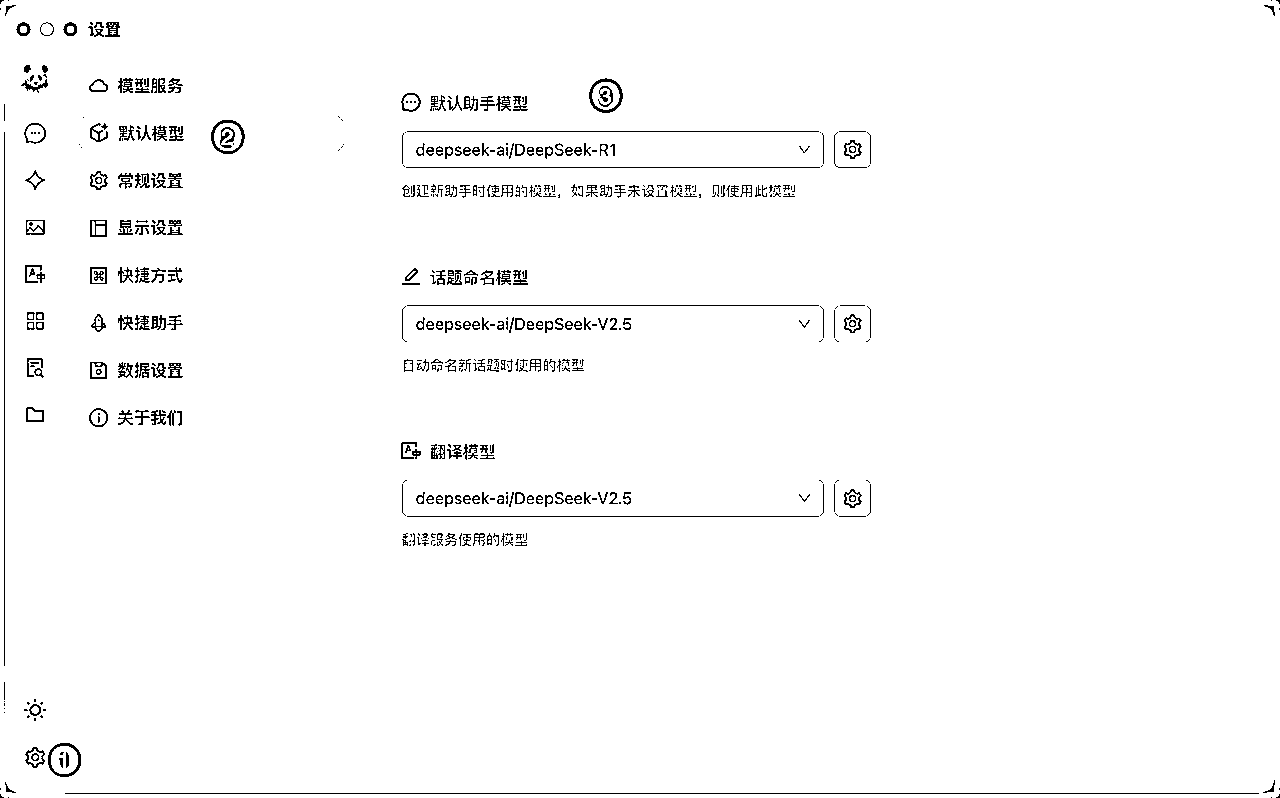 设置
模型服务
默认模型
②
常规设置
显示设置
快捷方式
快捷助手
数据设置
关于我们
①
默认助手模型
③
deepseek-ai/DeepSeek-R1
创建新助手时使用的模型，如果助手未设置模型，则使用此模型
话题命名模型
deepseek-ai/DeepSeek-V2.5
自动命名新话题时使用的模型
翻译模型
deepseek-ai/DeepSeek-V2.5
翻译服务使用的模型